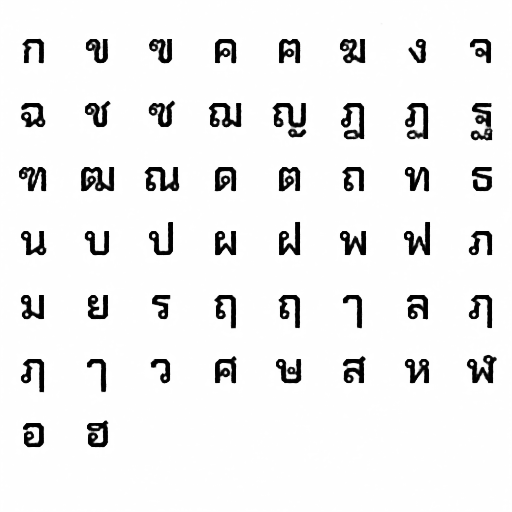 ก ข ฃ ค ฅ ฆ ง จ
ฉ ช ซ ฌ ญ ฎ ฏ ฐ
ฑ ฒ ณ ด ต ถ ท ธ
น บ ป ผ ฝ พ ฟ ภ
ม ย ร ฤ ฤ ๅ ล ฦ
ฦ ๅ ว ศ ษ ส ห ฬ
อ ฮ